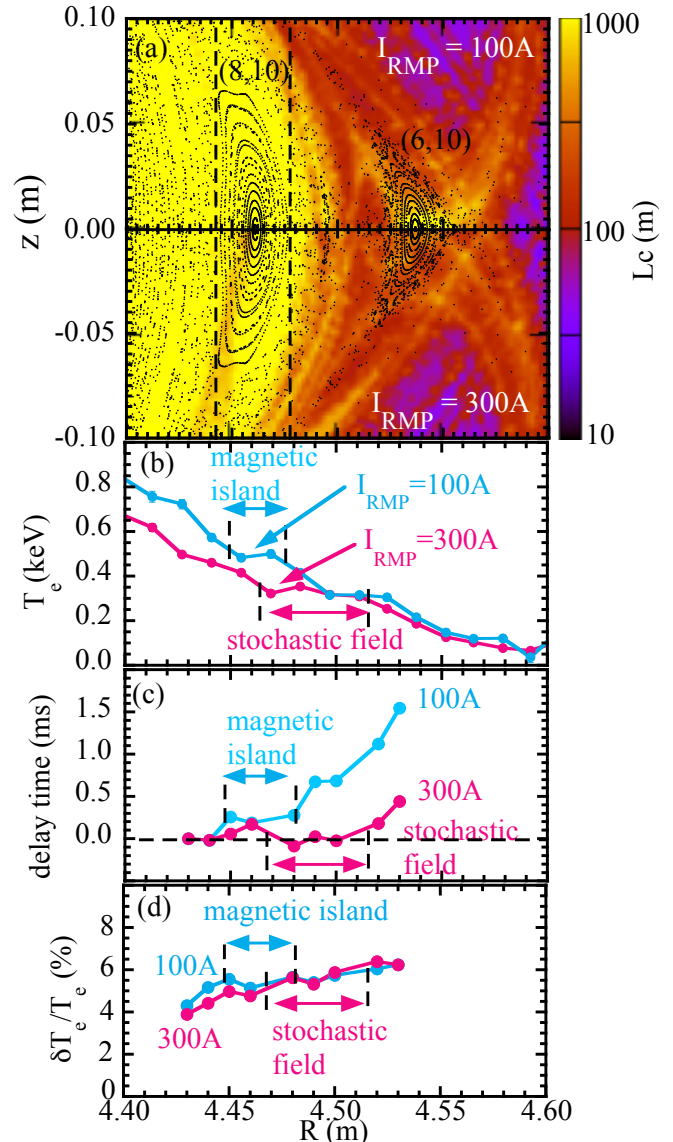 0.10
0.05
0.00
-0.05
-0.10
z (m)
(a)
(8,10)
I_RMP = 100A
(6,10)
I_RMP = 300A
1000
100
10
Lc (m)
0.8
0.6
0.4
0.2
0.0
T_e (keV)
(b)
magnetic
island
I_RMP=100A
I_RMP=300A
stochastic field
1.5
1.0
0.5
0.0
delay time (ms)
(c)
magnetic
island
100A
300A
stochastic
field
8
6
4
2
0
δT_e/T_e (%)
(d)
magnetic island
100A
300A
stochastic
field
4.40
4.45
4.50
4.55
4.60
R (m)